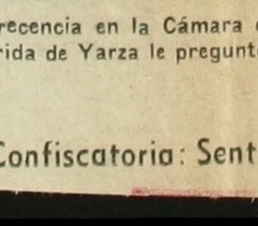 recencia en la Cámara
rida de Yarza le pregunt
Confiscatoria: Sent